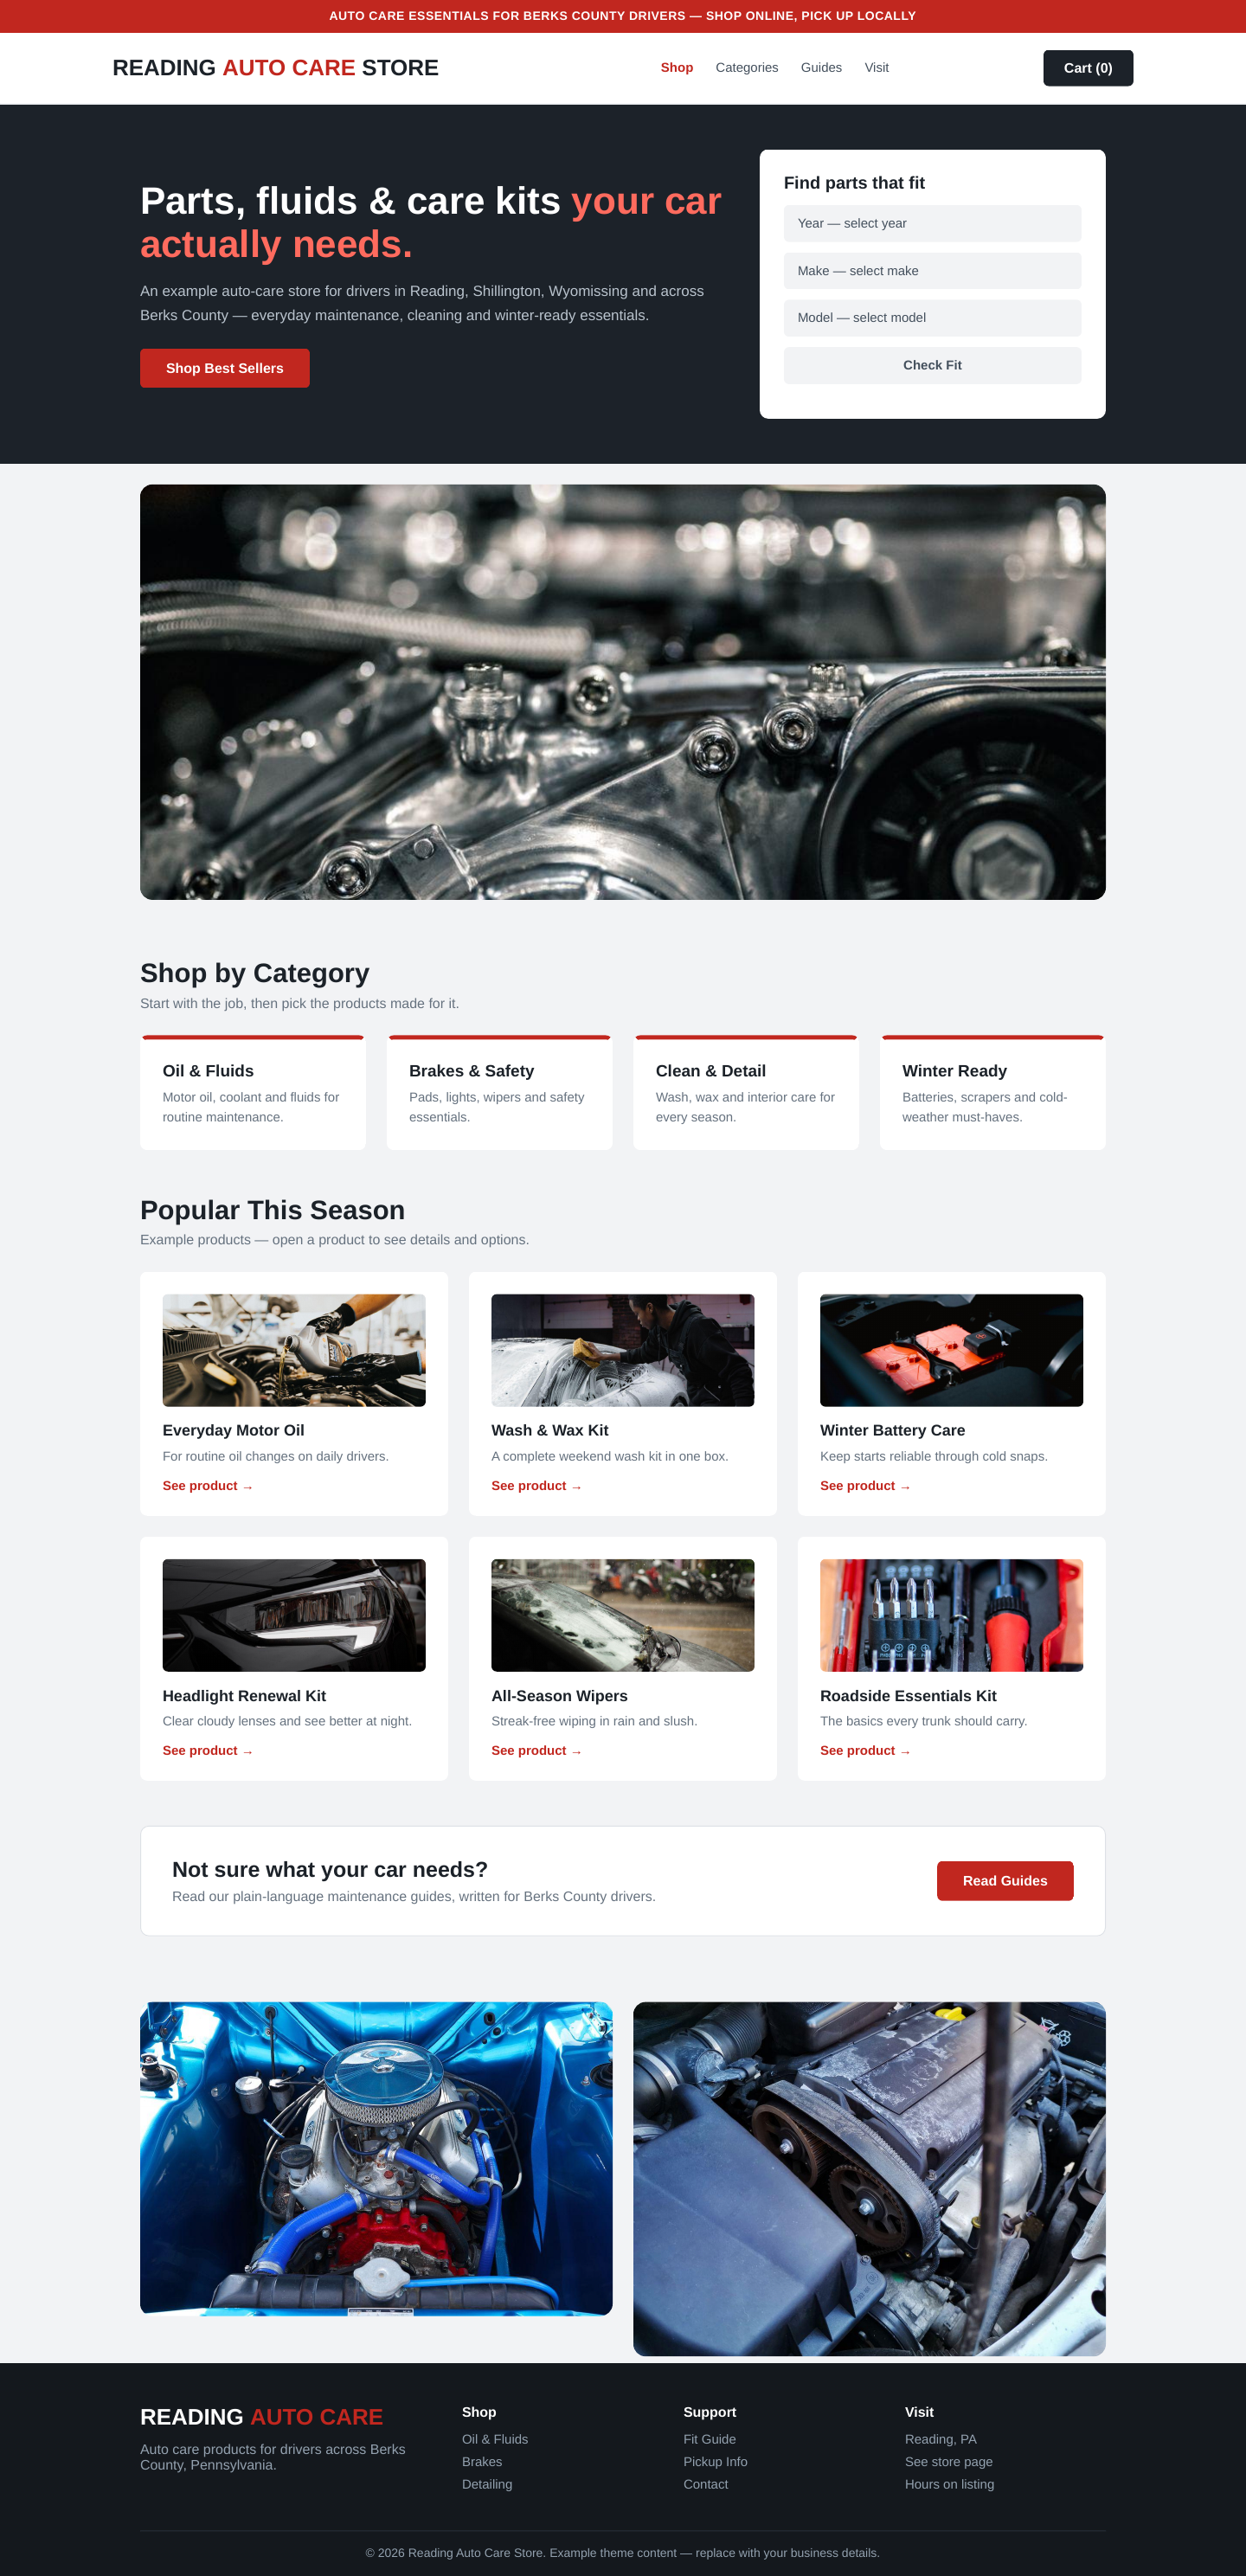 AUTO CARE ESSENTIALS FOR BERKS COUNTY DRIVERS — SHOP ONLINE, PICK UP LOCALLY
READING AUTO CARE STORE
Shop
Categories
Guides
Visit
Cart (0)
Parts, fluids & care kits your car
actually needs.
An example auto-care store for drivers in Reading, Shillington, Wyomissing and across
Berks County — everyday maintenance, cleaning and winter-ready essentials.
Shop Best Sellers
Find parts that fit
Year — select year
Make — select make
Model — select model
Check Fit
Shop by Category
Start with the job, then pick the products made for it.
Oil & Fluids
Motor oil, coolant and fluids for
routine maintenance.
Brakes & Safety
Pads, lights, wipers and safety
essentials.
Clean & Detail
Wash, wax and interior care for
every season.
Winter Ready
Batteries, scrapers and cold-
weather must-haves.
Popular This Season
Example products — open a product to see details and options.
Everyday Motor Oil
For routine oil changes on daily drivers.
See product →
Wash & Wax Kit
A complete weekend wash kit in one box.
See product →
Winter Battery Care
Keep starts reliable through cold snaps.
See product →
Headlight Renewal Kit
Clear cloudy lenses and see better at night.
See product →
All-Season Wipers
Streak-free wiping in rain and slush.
See product →
Roadside Essentials Kit
The basics every trunk should carry.
See product →
Not sure what your car needs?
Read our plain-language maintenance guides, written for Berks County drivers.
Read Guides
READING AUTO CARE
Auto care products for drivers across Berks
County, Pennsylvania.
Shop
Oil & Fluids
Brakes
Detailing
Support
Fit Guide
Pickup Info
Contact
Visit
Reading, PA
See store page
Hours on listing
© 2026 Reading Auto Care Store. Example theme content — replace with your business details.